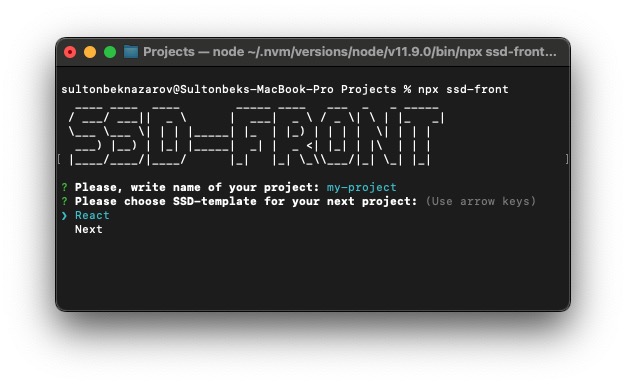 Projects — node ~/.nvm/versions/node/v11.9.0/bin/npx ssd-front...
sultonbeknazarov@Sultonbeks-MacBook-Pro Projects % npx ssd-front
SSD-FRONT
? Please, write name of your project: my-project
? Please choose SSD-template for your next project: (Use arrow keys)
❯ React
Next